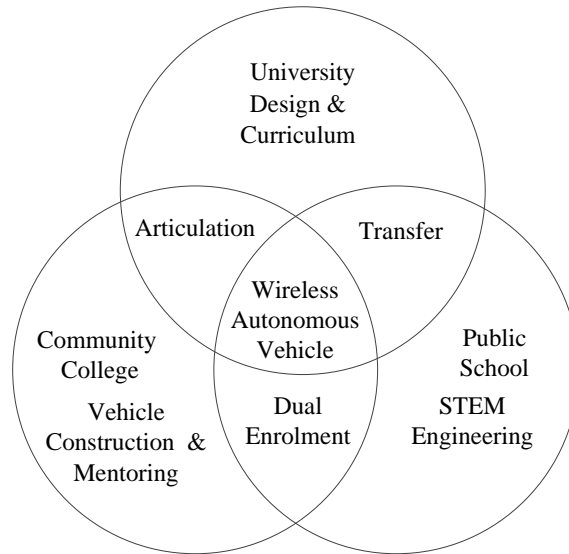 University
Design &
Curriculum
Articulation
Transfer
Wireless
Autonomous
Vehicle
Community
College
Vehicle
Construction &
Mentoring
Dual
Enrolment
Public
School
STEM
Engineering